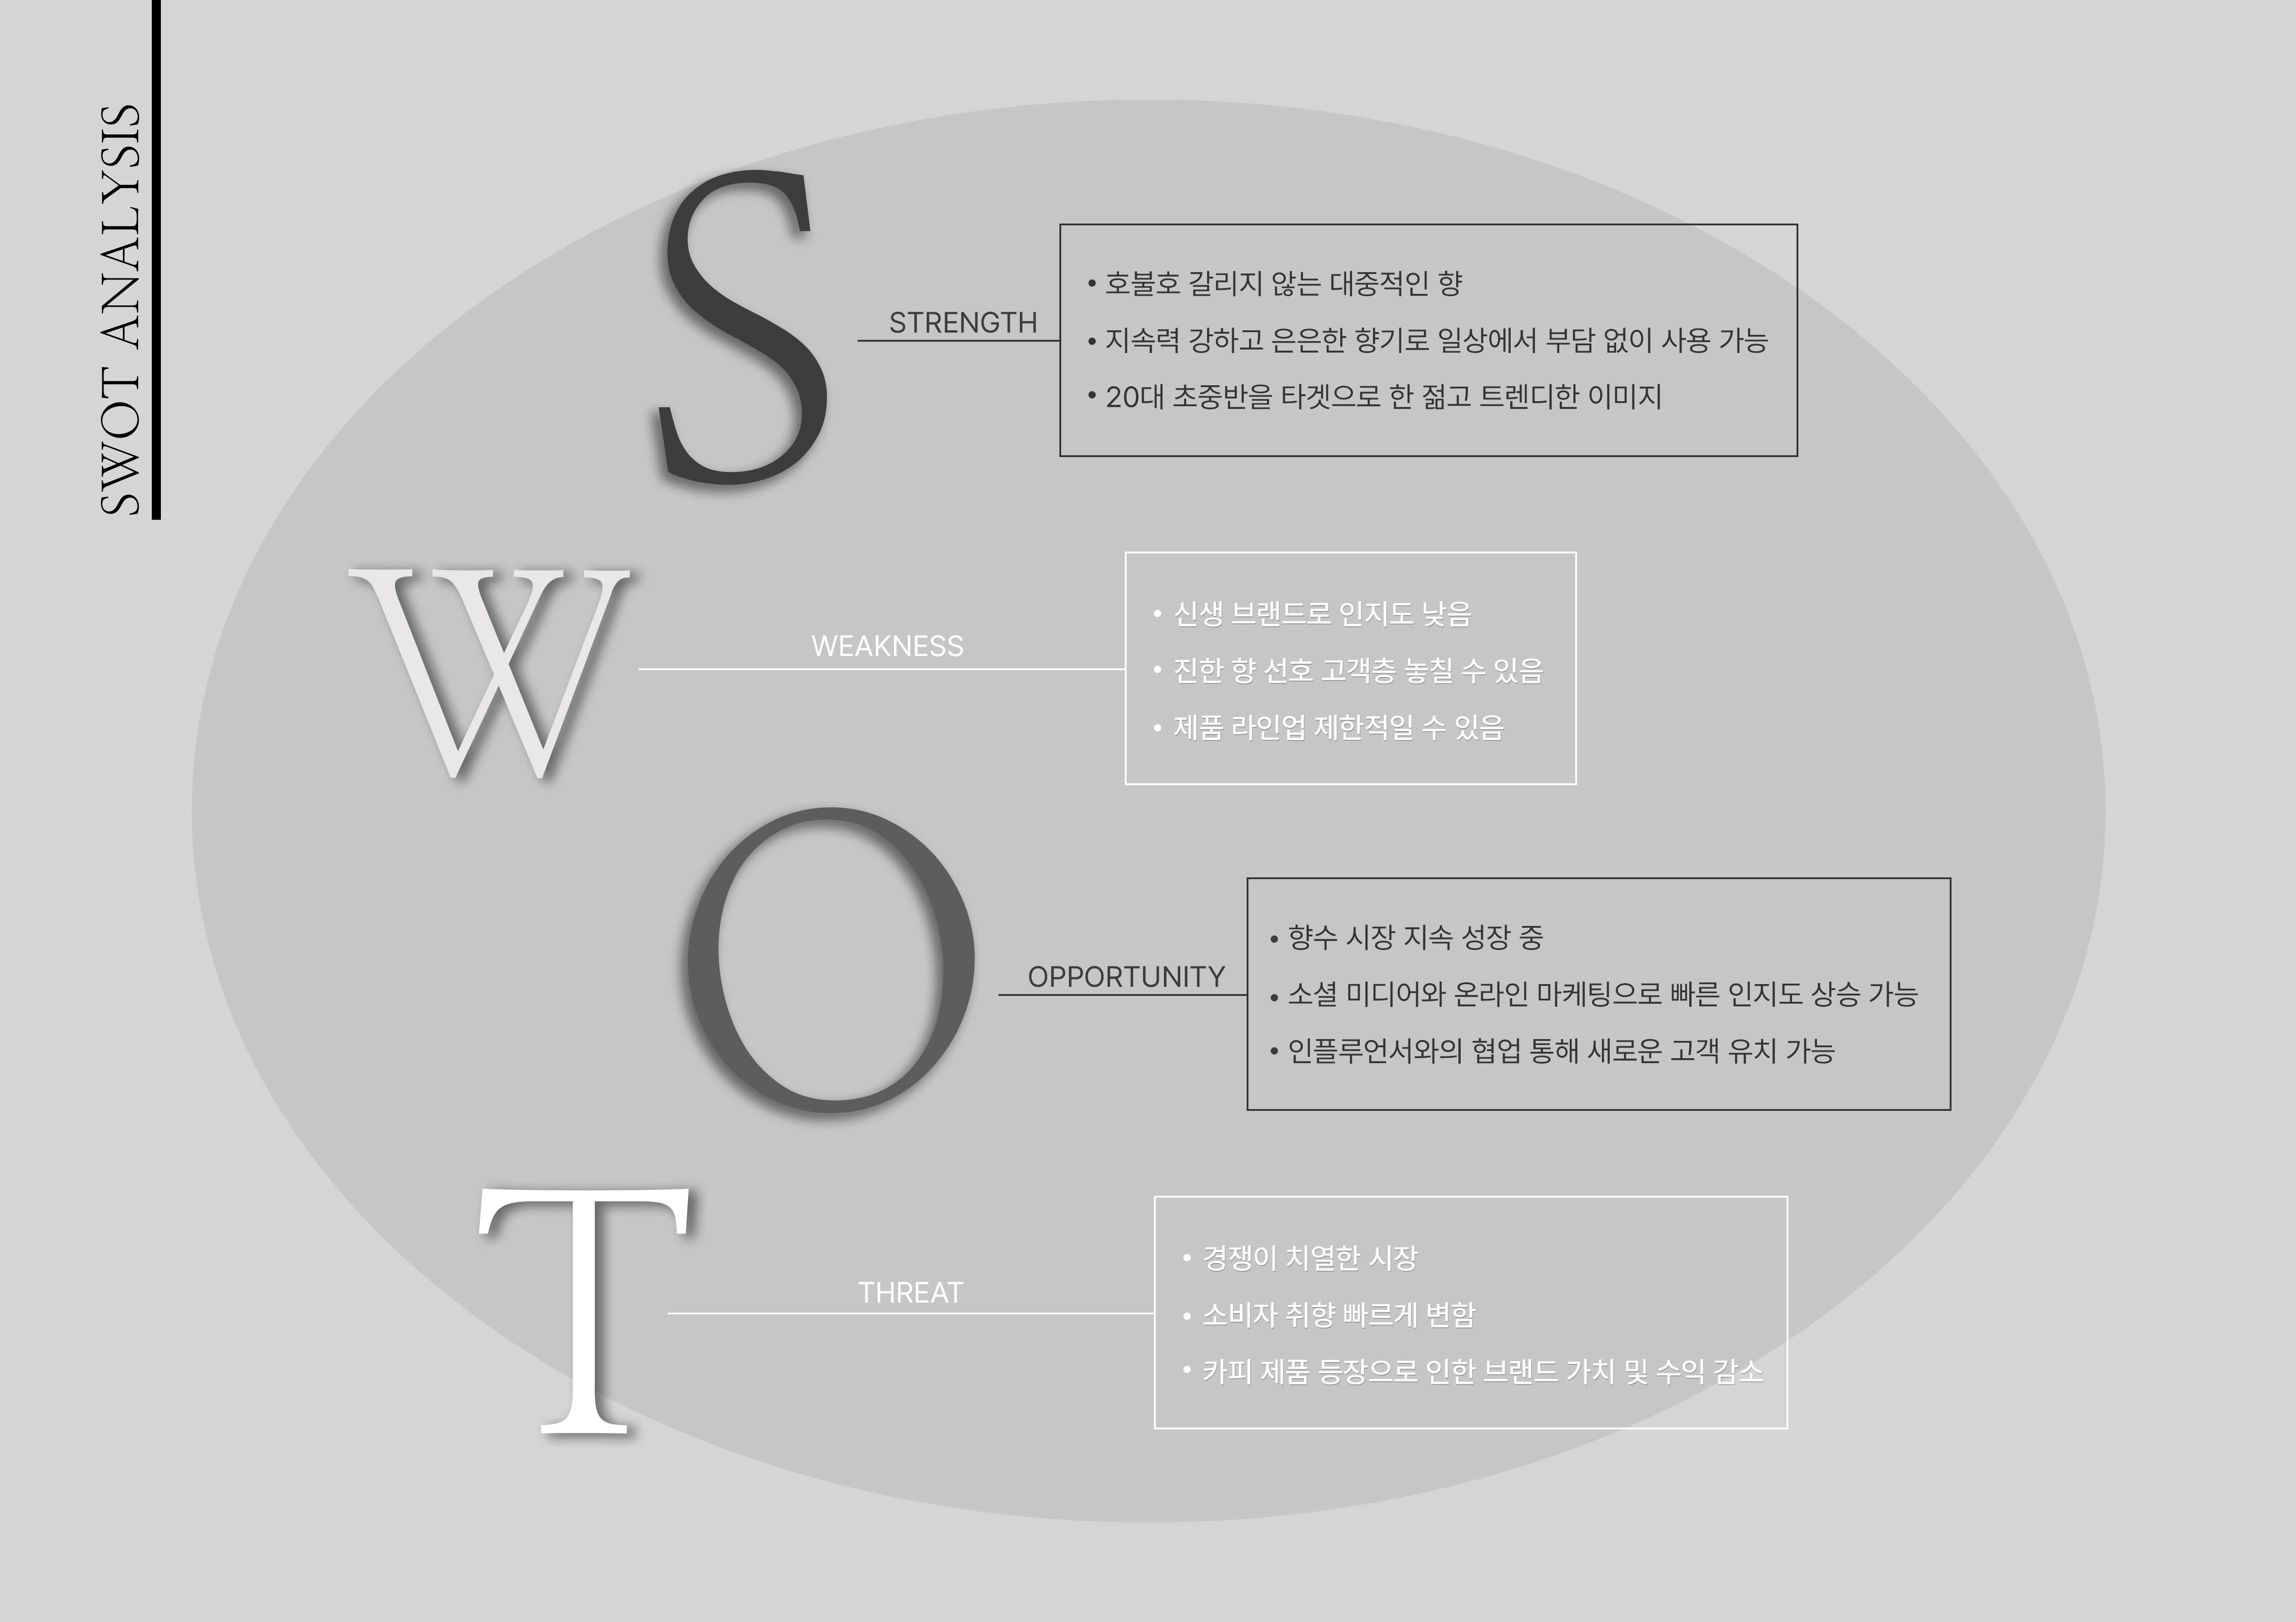 SWOT ANALYSIS
S
STRENGTH
• 호불호 갈리지 않는 대중적인 향
• 지속력 강하고 은은한 향기로 일상에서 부담 없이 사용 가능
• 20대 초중반을 타겟으로 한 젊고 트렌디한 이미지
W
WEAKNESS
• 신생 브랜드로 인지도 낮음
• 진한 향 선호 고객층 놓칠 수 있음
• 제품 라인업 제한적일 수 있음
O
OPPORTUNITY
• 향수 시장 지속 성장 중
• 소셜 미디어와 온라인 마케팅으로 빠른 인지도 상승 가능
• 인플루언서와의 협업 통해 새로운 고객 유치 가능
T
THREAT
• 경쟁이 치열한 시장
• 소비자 취향 빠르게 변함
• 카피 제품 등장으로 인한 브랜드 가치 및 수익 감소